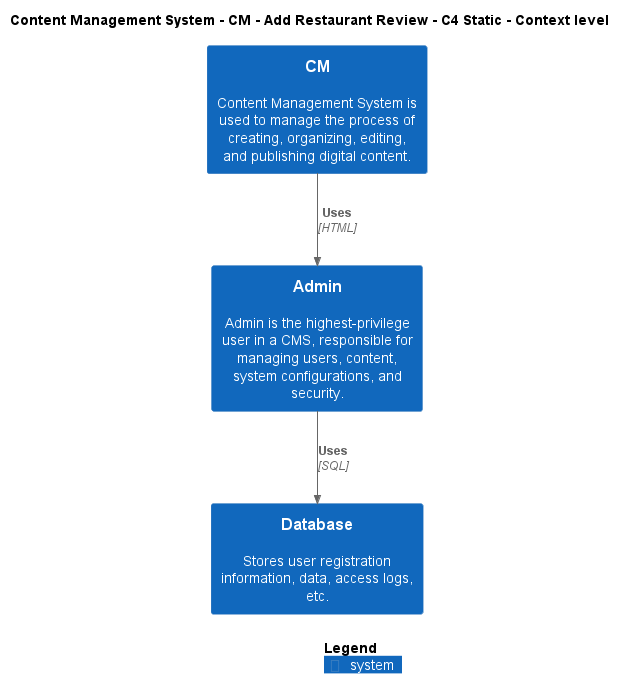 Content Management System - CM - Add Restaurant Review - C4 Static - Context level
CM
Content Management System is
used to manage the process of
creating, organizing, editing,
and publishing digital content.
Uses
[HTML]
Admin
Admin is the highest-privilege
user in a CMS, responsible for
managing users, content,
system configurations, and
security.
Uses
[SQL]
Database
Stores user registration
information, data, access logs,
etc.
Legend
system